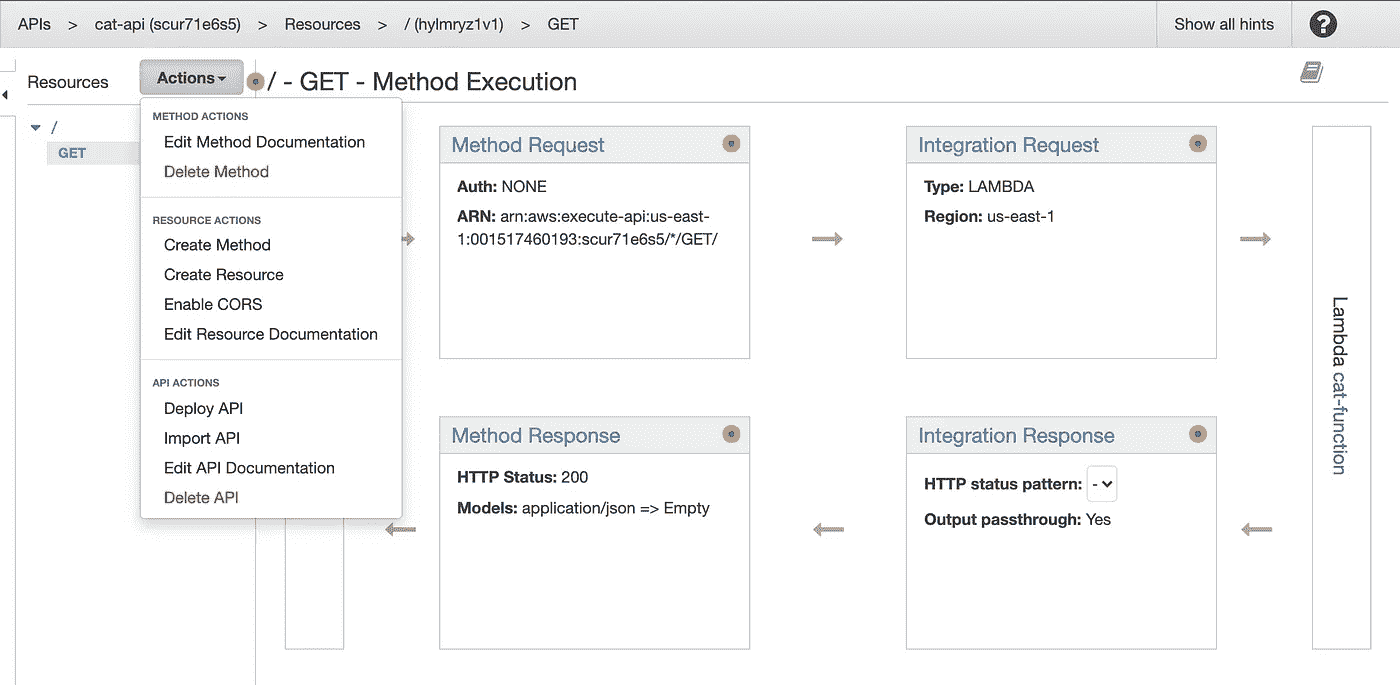 APIs > cat-api (scur71e6s5) > Resources > / (hylmryz1v1) > GET
Show all hints
?
Resources
Actions
/ - GET - Method Execution
/
GET
METHOD ACTIONS
Edit Method Documentation
Delete Method
RESOURCE ACTIONS
Create Method
Create Resource
Enable CORS
Edit Resource Documentation
API ACTIONS
Deploy API
Import API
Edit API Documentation
Delete API
Method Request
Auth: NONE
ARN: arn:aws:execute-api:us-east-
1:001517460193:scur71e6s5/*/GET/
Integration Request
Type: LAMBDA
Region: us-east-1
Lambda cat-function
Method Response
HTTP Status: 200
Models: application/json => Empty
Integration Response
HTTP status pattern: -
Output passthrough: Yes